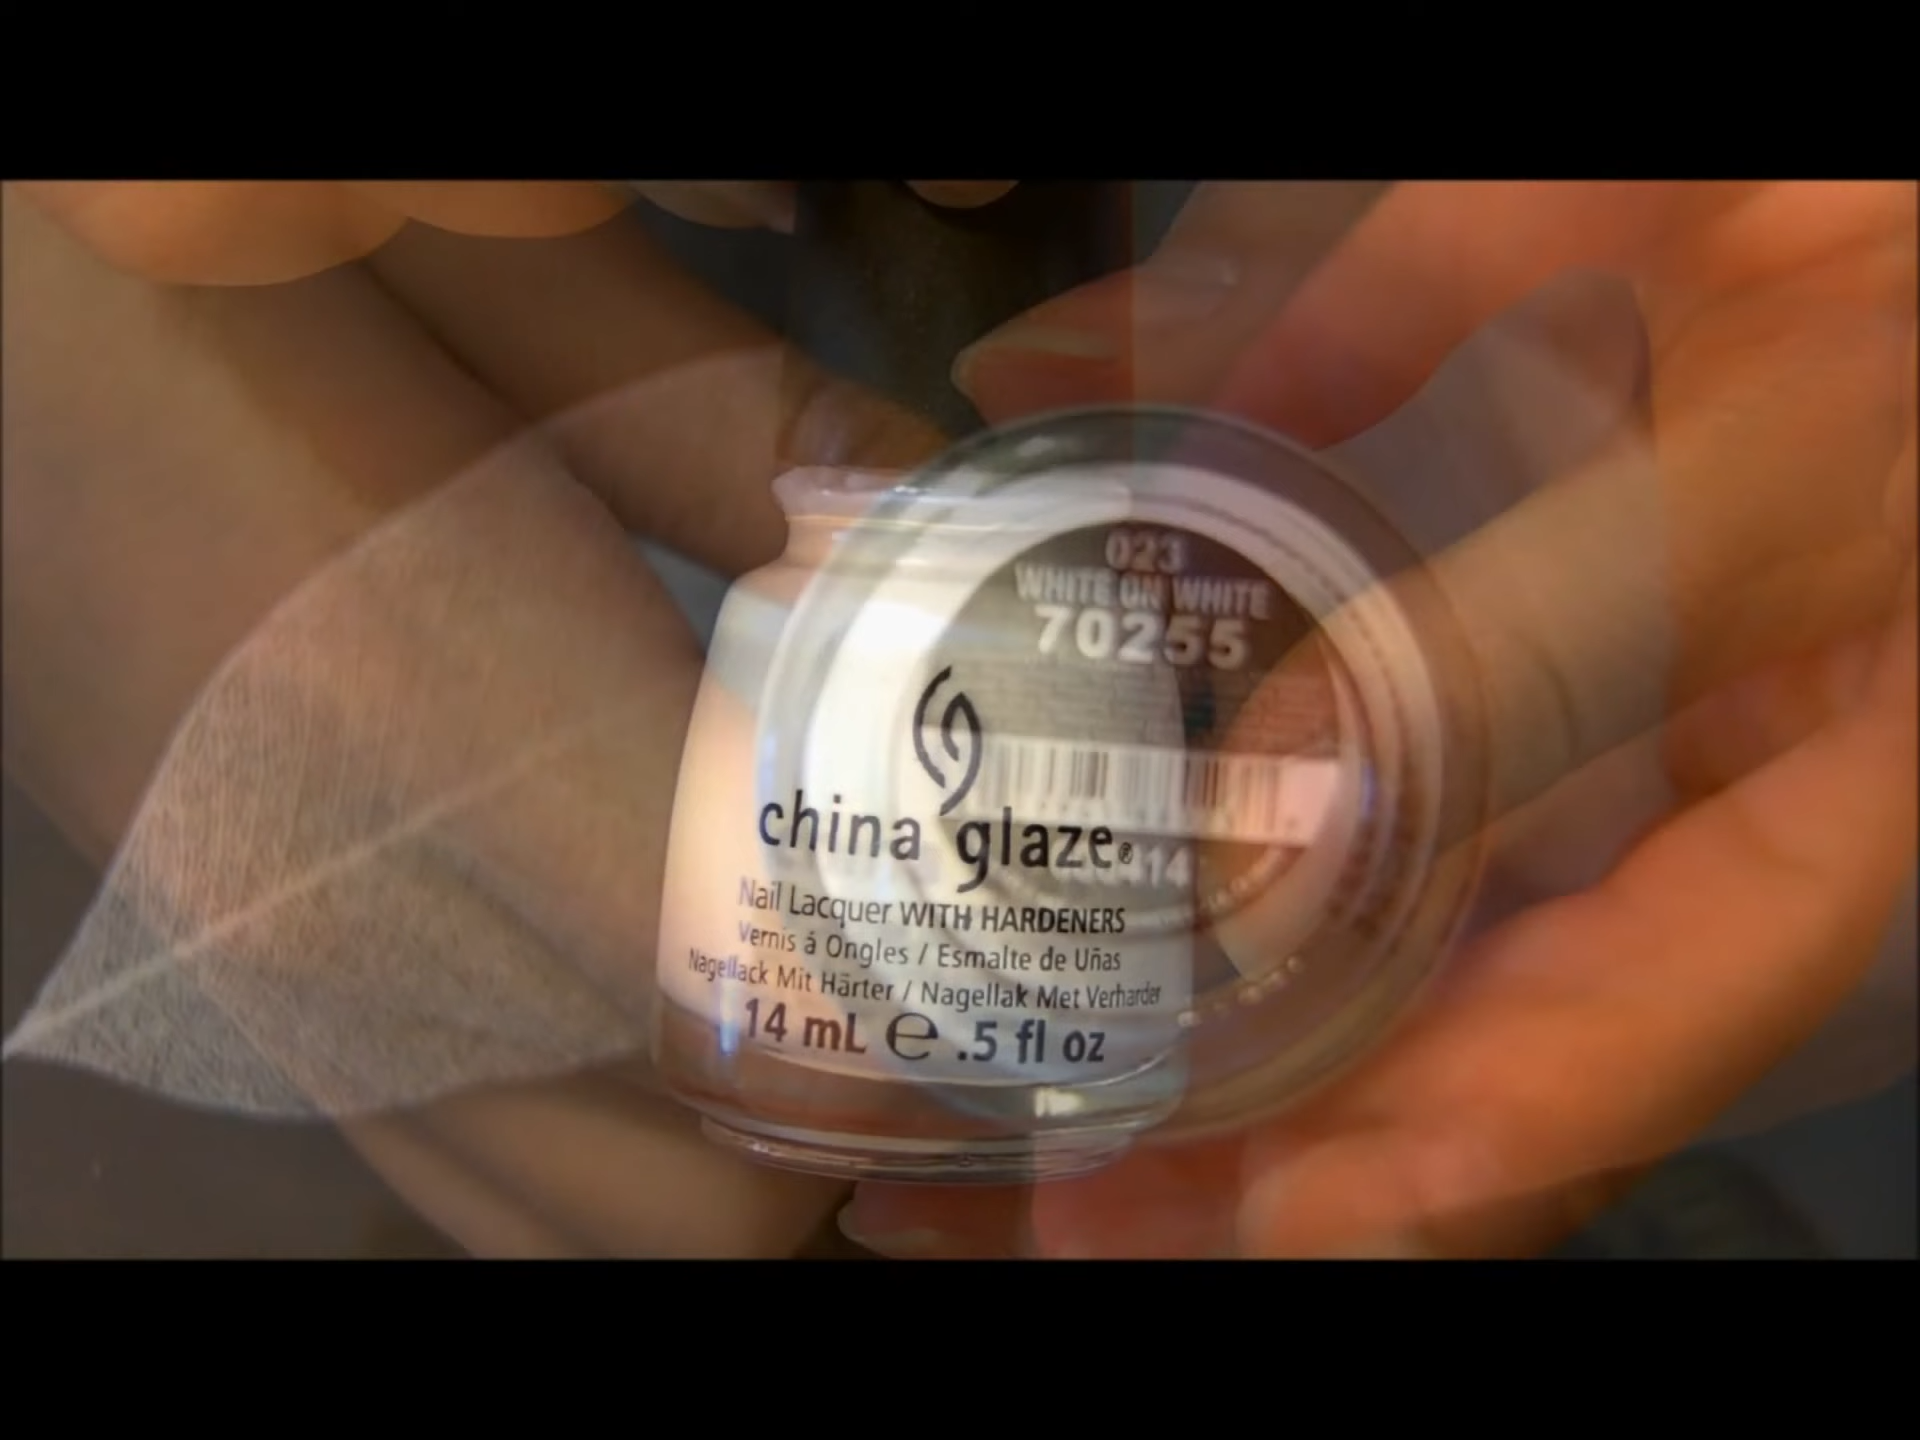 023
WHITE ON WHITE
70255
china glaze®
Nail Lacquer WITH HARDENERS
Vernis á Ongles / Esmalte de Uñas
Nagellack Mit Härter / Nagellak Met Verharder
14 mL e .5 fl oz